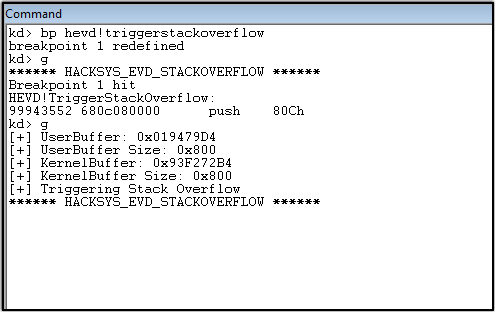 Command
kd> bp hevd!triggerstackoverflow
breakpoint 1 redefined
kd> g
****** HACKSYS_EVD_STACKOVERFLOW ******
Breakpoint 1 hit
HEVD!TriggerStackOverflow:
99943552 680c080000 push 80Ch
kd> g
[+] UserBuffer: 0x019479D4
[+] UserBuffer Size: 0x800
[+] KernelBuffer: 0x93F272B4
[+] KernelBuffer Size: 0x800
[+] Triggering Stack Overflow
****** HACKSYS_EVD_STACKOVERFLOW ******